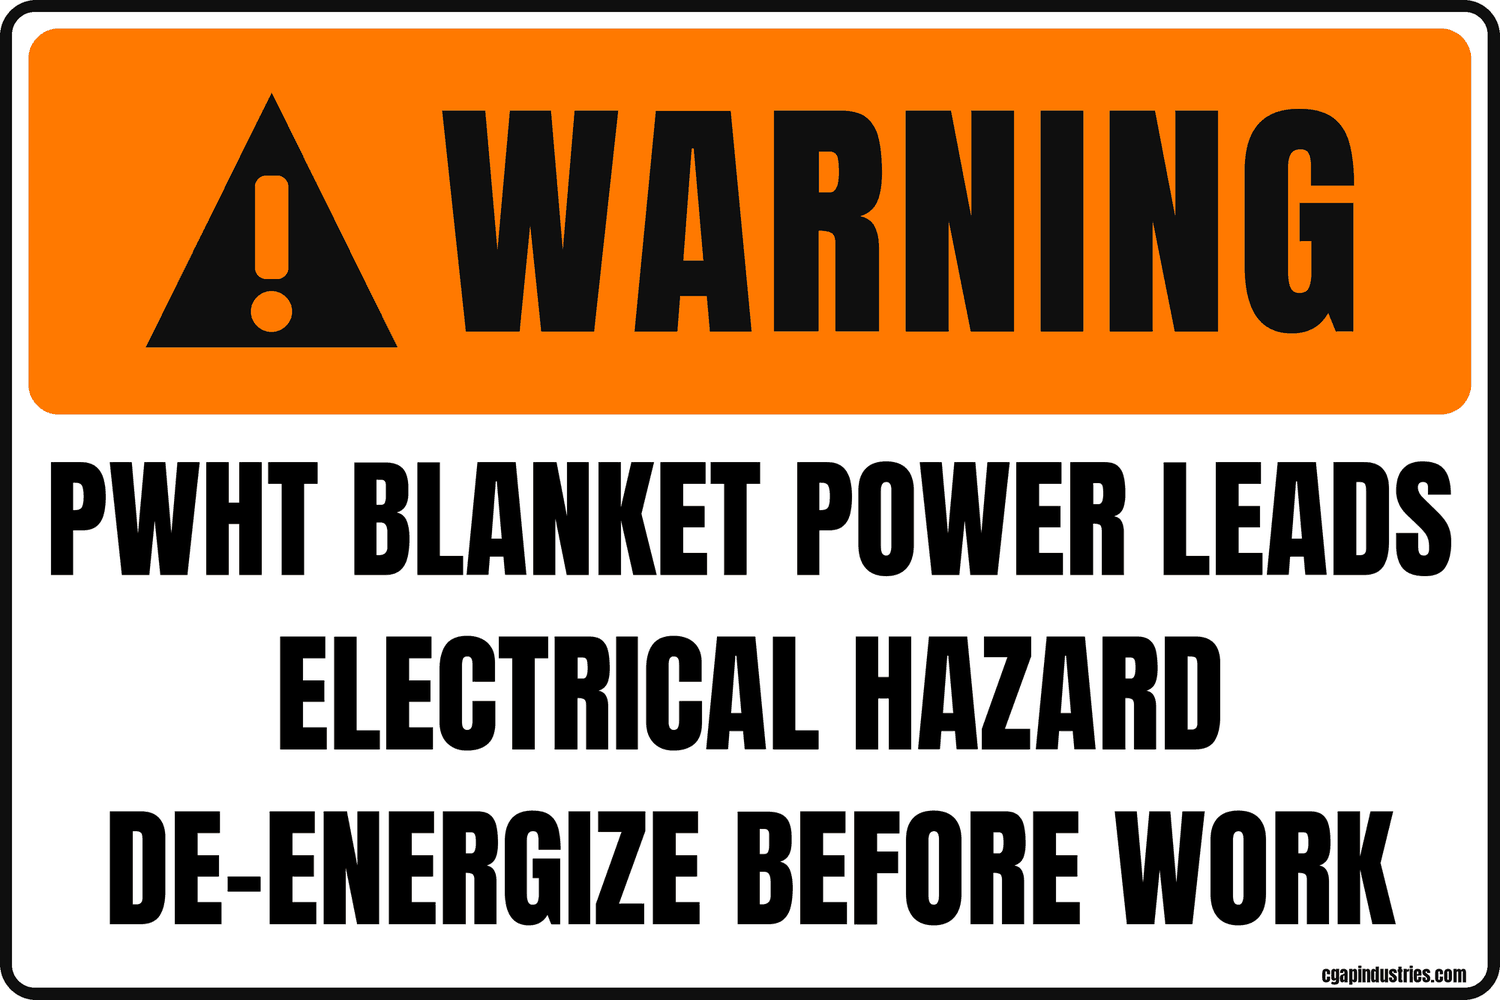 WARNING
PWHT BLANKET POWER LEADS
ELECTRICAL HAZARD
DE-ENERGIZE BEFORE WORK
cgapindustries.com